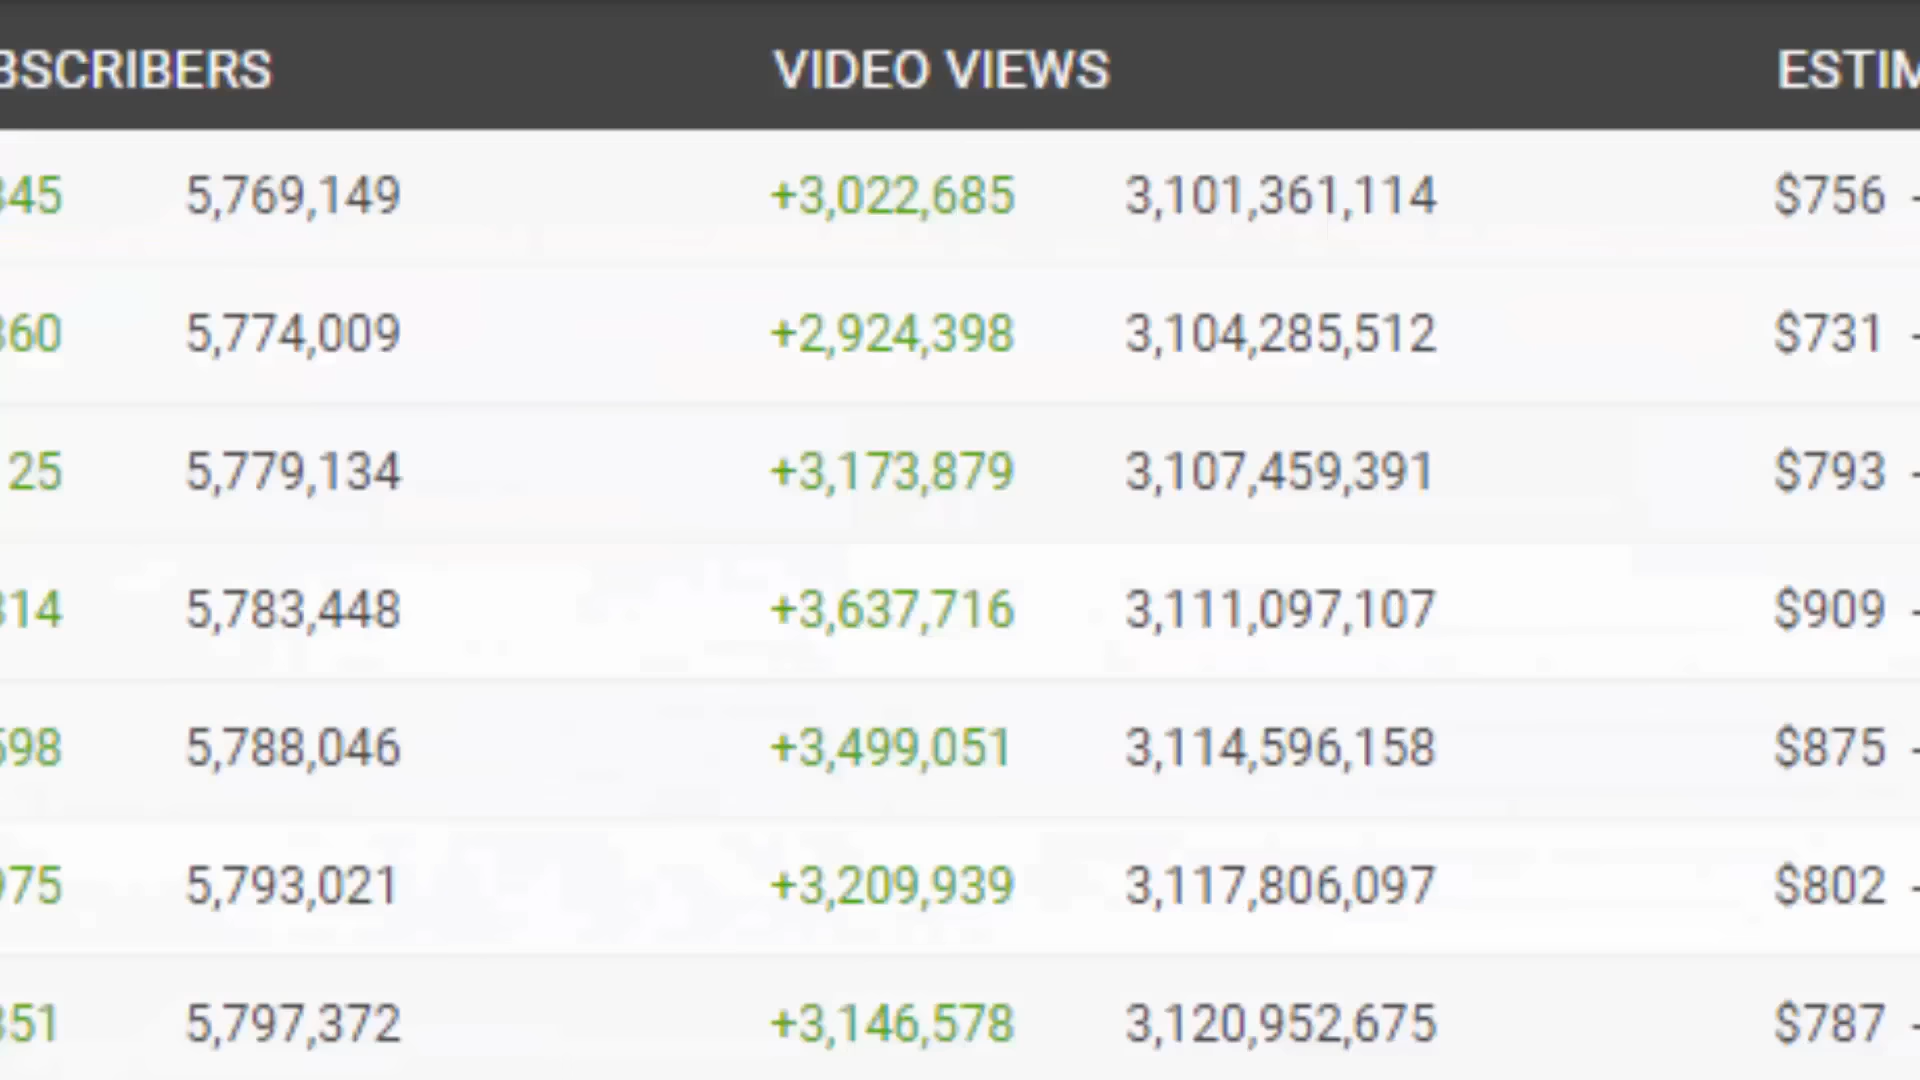 BSCRIBERS VIDEO VIEWS ESTIM
345 5,769,149 +3,022,685 3,101,361,114 $756 -
360 5,774,009 +2,924,398 3,104,285,512 $731 -
25 5,779,134 +3,173,879 3,107,459,391 $793 -
314 5,783,448 +3,637,716 3,111,097,107 $909 -
598 5,788,046 +3,499,051 3,114,596,158 $875 -
975 5,793,021 +3,209,939 3,117,806,097 $802 -
351 5,797,372 +3,146,578 3,120,952,675 $787 -